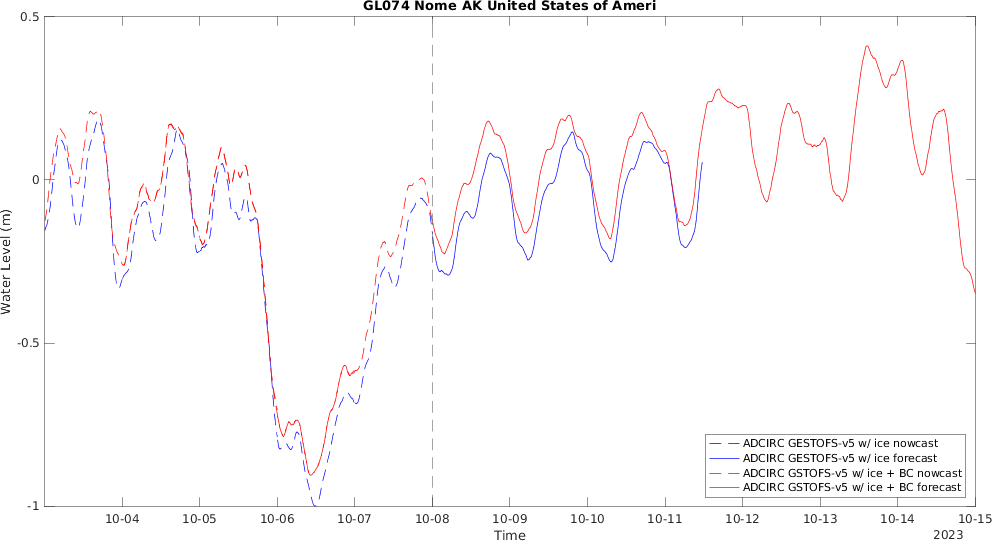 GL074 Nome AK United States of Ameri
0.5
0
-0.5
-1
Water Level (m)
10-04 10-05 10-06 10-07 10-08 10-09 10-10 10-11 10-12 10-13 10-14 10-15
Time
2023
ADCIRC GESTOFS-v5 w/ ice nowcast
ADCIRC GESTOFS-v5 w/ ice forecast
ADCIRC GSTOFS-v5 w/ ice + BC nowcast
ADCIRC GSTOFS-v5 w/ ice + BC forecast